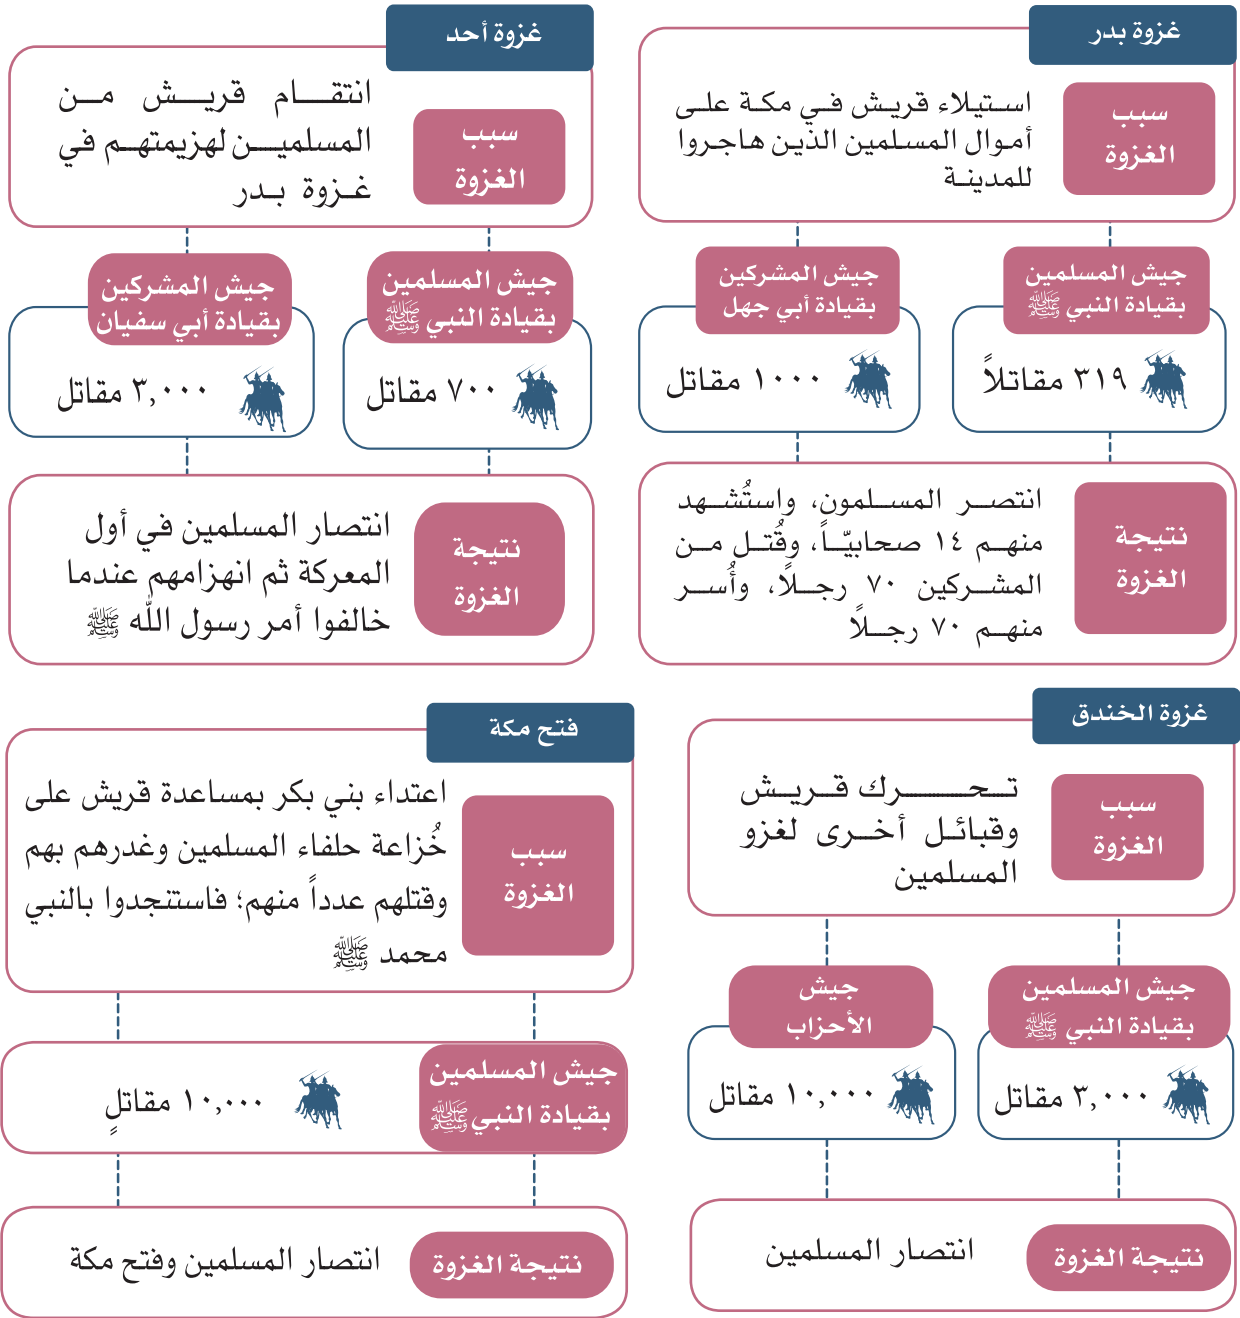 غزوة بدر
سبب
الغزوة
استيلاء قريش في مكة على
أموال المسلمين الذين هاجروا
للمدينة
جيش المسلمين
بقيادة النبي ﷺ
٣١٩ مقاتلاً
جيش المشركين
بقيادة أبي جهل
١٠٠٠ مقاتل
نتيجة
الغزوة
انتصر المسلمون، واستُشهد
منهم ١٤ صحابيّاً، وقُتل من
المشركين ٧٠ رجلًا، وأُسر
منهم ٧٠ رجلًا
غزوة أحد
سبب
الغزوة
انتقام قريش من
المسلمين لهزيمتهم في
غزوة بدر
جيش المسلمين
بقيادة النبي ﷺ
٧٠٠ مقاتل
جيش المشركين
بقيادة أبي سفيان
٣,٠٠٠ مقاتل
نتيجة
الغزوة
انتصار المسلمين في أول
المعركة ثم انهزامهم عندما
خالفوا أمر رسول الله ﷺ
غزوة الخندق
سبب
الغزوة
تحرك قريش
وقبائل أخرى لغزو
المسلمين
جيش المسلمين
بقيادة النبي ﷺ
٣,٠٠٠ مقاتل
جيش
الأحزاب
١٠,٠٠٠ مقاتل
نتيجة الغزوة
انتصار المسلمين
فتح مكة
سبب
الغزوة
اعتداء بني بكر بمساعدة قريش على
خُزاعة حلفاء المسلمين وغدرهم بهم
وقتلهم عدداً منهم؛ فاستنجدوا بالنبي
محمد ﷺ
جيش المسلمين
بقيادة النبي ﷺ
١٠,٠٠٠ مقاتلٍ
نتيجة الغزوة
انتصار المسلمين وفتح مكة